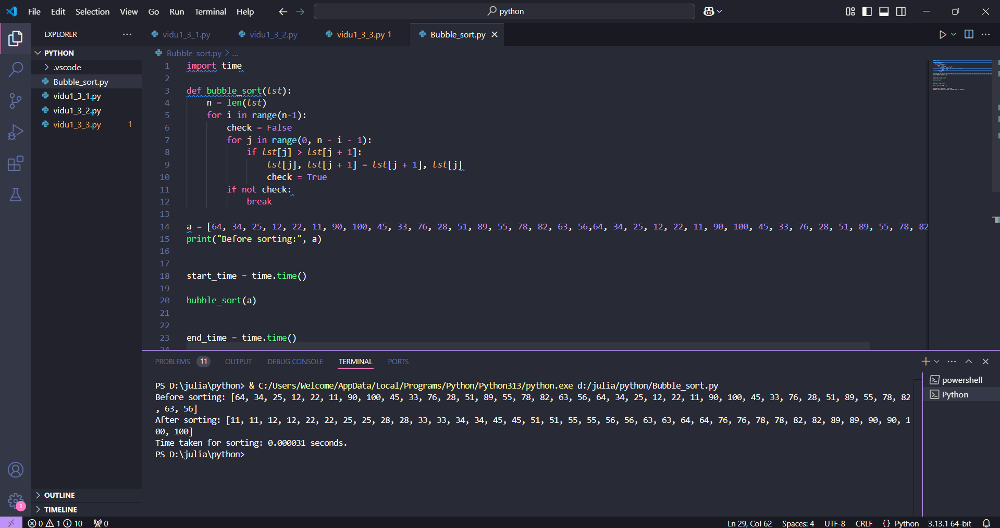 File Edit Selection View Go Run Terminal Help python
EXPLORER
PYTHON
.vscode
Bubble_sort.py
vidu1_3_1.py
vidu1_3_2.py
vidu1_3_3.py 1
OUTLINE
TIMELINE
vidu1_3_1.py vidu1_3_2.py vidu1_3_3.py 1 Bubble_sort.py
Bubble_sort.py > ...
1 import time
2
3 def bubble_sort(lst):
4     n = len(lst)
5     for i in range(n-1):
6         check = False
7         for j in range(0, n - i - 1):
8             if lst[j] > lst[j + 1]:
9                 lst[j], lst[j + 1] = lst[j + 1], lst[j]
10                 check = True
11         if not check:
12             break
13
14 a = [64, 34, 25, 12, 22, 11, 90, 100, 45, 33, 76, 28, 51, 89, 55, 78, 82, 63, 56,64, 34, 25, 12, 22, 11, 90, 100, 45, 33, 76, 28, 51, 89, 55, 78, 82
15 print("Before sorting:", a)
16
17
18 start_time = time.time()
19
20 bubble_sort(a)
21
22
23 end_time = time.time()
24
PROBLEMS 11 OUTPUT DEBUG CONSOLE TERMINAL PORTS
PS D:\julia\python> & C:/Users/Welcome/AppData/Local/Programs/Python/Python313/python.exe d:/julia/python/Bubble_sort.py
Before sorting: [64, 34, 25, 12, 22, 11, 90, 100, 45, 33, 76, 28, 51, 89, 55, 78, 82, 63, 56, 64, 34, 25, 12, 22, 11, 90, 100, 45, 33, 76, 28, 51, 89, 55, 78, 82
, 63, 56]
After sorting: [11, 11, 12, 12, 22, 22, 25, 25, 28, 28, 33, 33, 34, 34, 45, 45, 51, 51, 55, 55, 56, 56, 63, 63, 64, 64, 76, 76, 78, 78, 82, 82, 89, 89, 90, 90, 1
00, 100]
Time taken for sorting: 0.000031 seconds.
PS D:\julia\python>
powershell
Python
1
0 1 10 0 Ln 29, Col 62 Spaces: 4 UTF-8 CRLF {} Python 3.13.1 64-bit